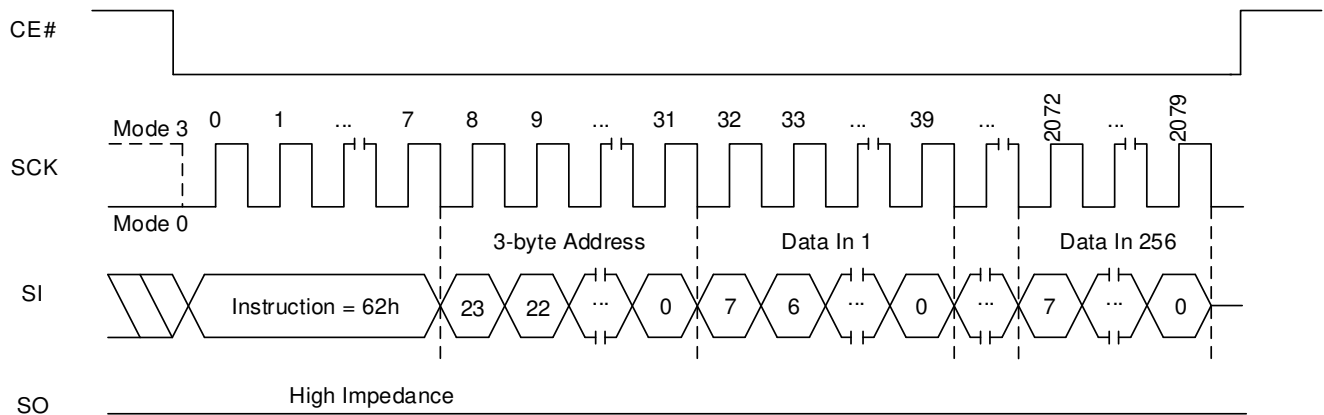 CE#
Mode 3
0 1 ... 7 8 9 ... 31 32 33 ... 39 ... 2072 ... 2079
SCK
Mode 0
3-byte Address Data In 1 Data In 256
SI
Instruction = 62h 23 22 ... 0 7 6 ... 0 ... 7 ... 0
High Impedance
SO